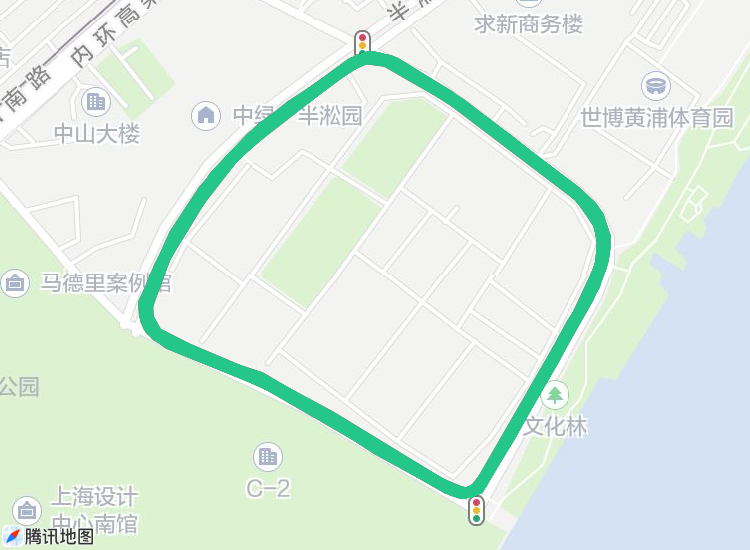 半淞
求新商务楼
内环高架
南路
店
中山大楼
中绿 半淞园
世博黄浦体育园
马德里案例馆
公园
文化林
C-2
上海设计
中心南馆
腾讯地图